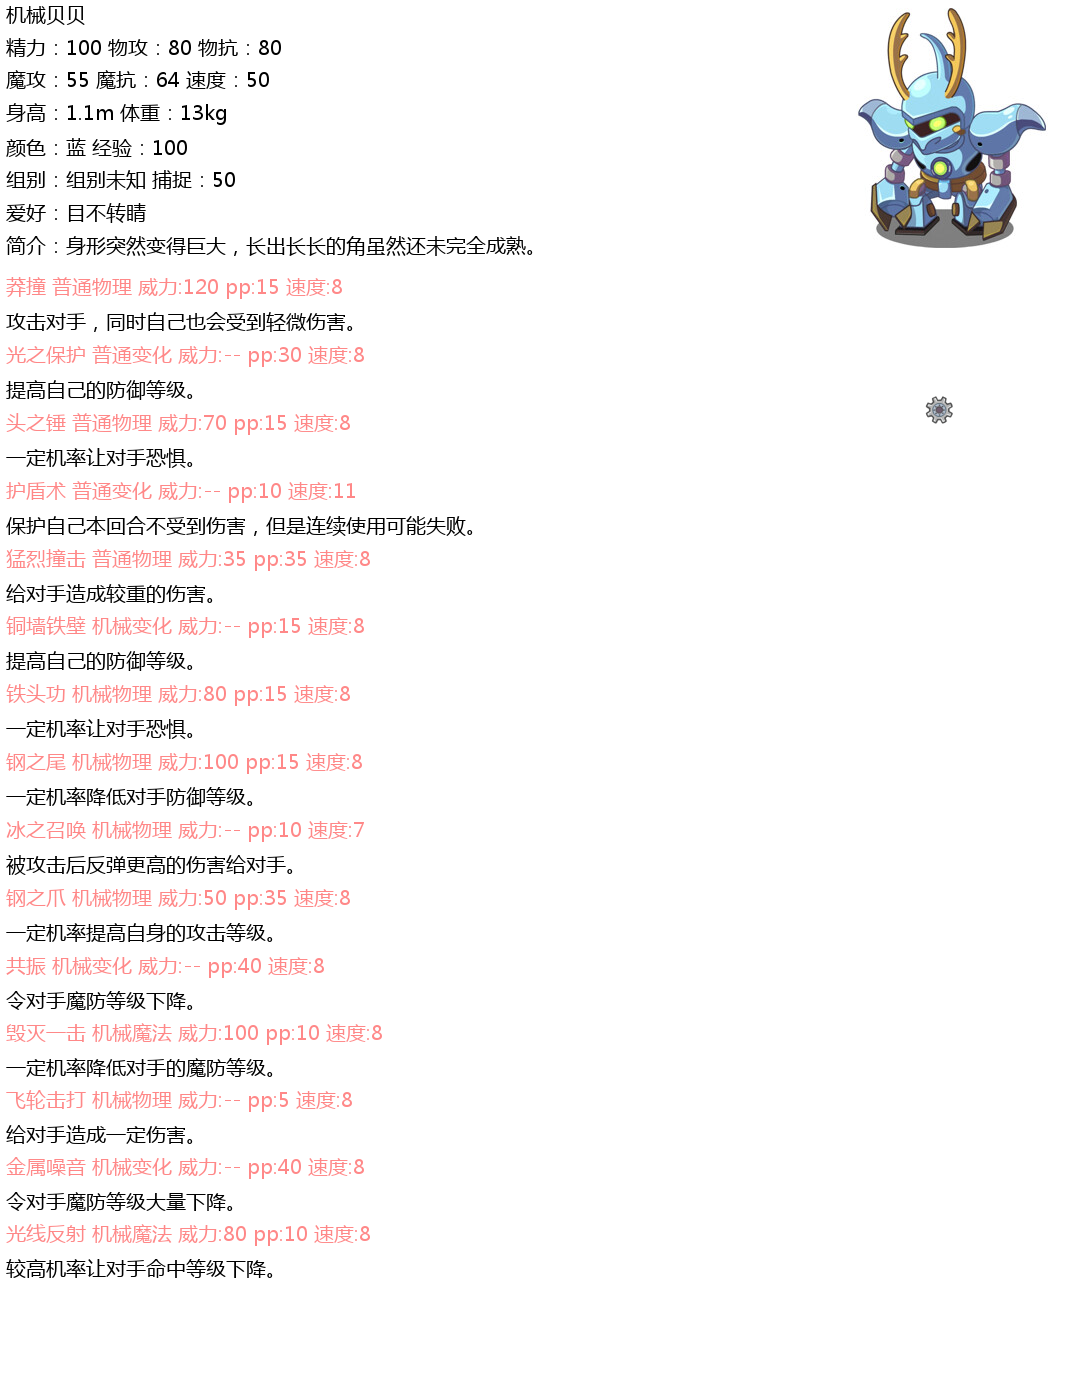 机械贝贝
精力：100 物攻：80 物抗：80
魔攻：55 魔抗：64 速度：50
身高：1.1m 体重：13kg
颜色：蓝 经验：100
组别：组别未知 捕捉：50
爱好：目不转睛
简介：身形突然变得巨大，长出长长的角虽然还未完全成熟。
莽撞 普通物理 威力:120 pp:15 速度:8
攻击对手，同时自己也会受到轻微伤害。
光之保护 普通变化 威力:-- pp:30 速度:8
提高自己的防御等级。
头之锤 普通物理 威力:70 pp:15 速度:8
一定机率让对手恐惧。
护盾术 普通变化 威力:-- pp:10 速度:11
保护自己本回合不受到伤害，但是连续使用可能失败。
猛烈撞击 普通物理 威力:35 pp:35 速度:8
给对手造成较重的伤害。
铜墙铁壁 机械变化 威力:-- pp:15 速度:8
提高自己的防御等级。
铁头功 机械物理 威力:80 pp:15 速度:8
一定机率让对手恐惧。
钢之尾 机械物理 威力:100 pp:15 速度:8
一定机率降低对手防御等级。
冰之召唤 机械物理 威力:-- pp:10 速度:7
被攻击后反弹更高的伤害给对手。
钢之爪 机械物理 威力:50 pp:35 速度:8
一定机率提高自身的攻击等级。
共振 机械变化 威力:-- pp:40 速度:8
令对手魔防等级下降。
毁灭一击 机械魔法 威力:100 pp:10 速度:8
一定机率降低对手的魔防等级。
飞轮击打 机械物理 威力:-- pp:5 速度:8
给对手造成一定伤害。
金属噪音 机械变化 威力:-- pp:40 速度:8
令对手魔防等级大量下降。
光线反射 机械魔法 威力:80 pp:10 速度:8
较高机率让对手命中等级下降。